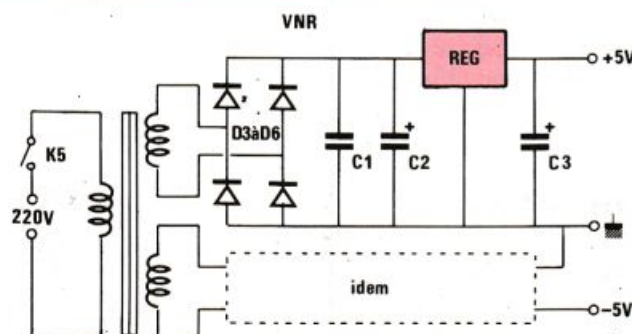 VNR
REG
+5V
D3àD6
K5
C1
C2
+
C3
+
220V
idem
-5V